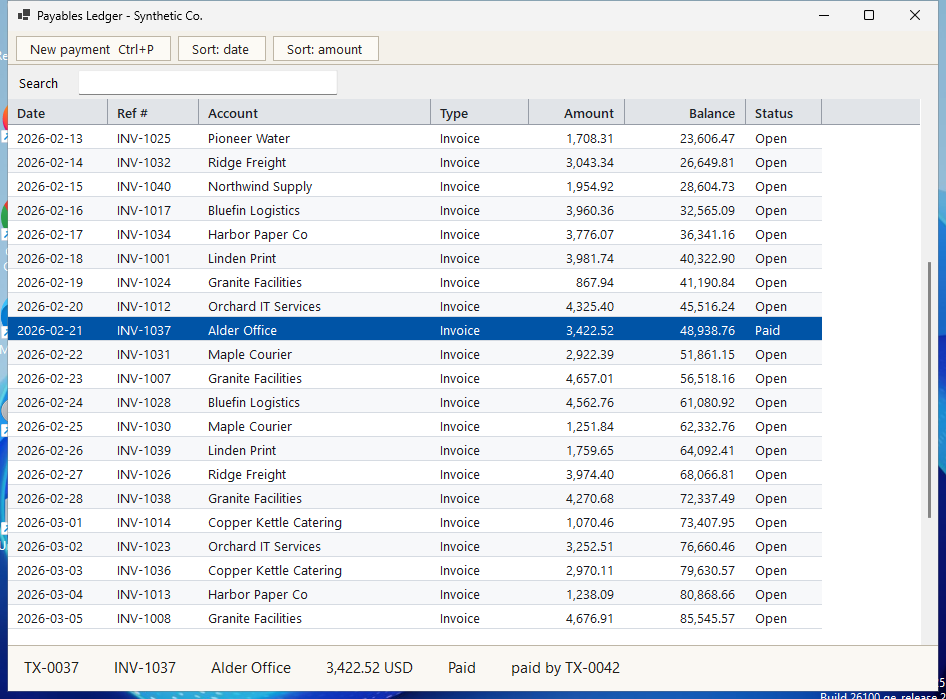 Payables Ledger - Synthetic Co.
New payment Ctrl+P Sort: date Sort: amount
Search
Date Ref # Account Type Amount Balance Status
2026-02-13 INV-1025 Pioneer Water Invoice 1,708.31 23,606.47 Open
2026-02-14 INV-1032 Ridge Freight Invoice 3,043.34 26,649.81 Open
2026-02-15 INV-1040 Northwind Supply Invoice 1,954.92 28,604.73 Open
2026-02-16 INV-1017 Bluefin Logistics Invoice 3,960.36 32,565.09 Open
2026-02-17 INV-1034 Harbor Paper Co Invoice 3,776.07 36,341.16 Open
2026-02-18 INV-1001 Linden Print Invoice 3,981.74 40,322.90 Open
2026-02-19 INV-1024 Granite Facilities Invoice 867.94 41,190.84 Open
2026-02-20 INV-1012 Orchard IT Services Invoice 4,325.40 45,516.24 Open
2026-02-21 INV-1037 Alder Office Invoice 3,422.52 48,938.76 Paid
2026-02-22 INV-1031 Maple Courier Invoice 2,922.39 51,861.15 Open
2026-02-23 INV-1007 Granite Facilities Invoice 4,657.01 56,518.16 Open
2026-02-24 INV-1028 Bluefin Logistics Invoice 4,562.76 61,080.92 Open
2026-02-25 INV-1030 Maple Courier Invoice 1,251.84 62,332.76 Open
2026-02-26 INV-1039 Linden Print Invoice 1,759.65 64,092.41 Open
2026-02-27 INV-1026 Ridge Freight Invoice 3,974.40 68,066.81 Open
2026-02-28 INV-1038 Granite Facilities Invoice 4,270.68 72,337.49 Open
2026-03-01 INV-1014 Copper Kettle Catering Invoice 1,070.46 73,407.95 Open
2026-03-02 INV-1023 Orchard IT Services Invoice 3,252.51 76,660.46 Open
2026-03-03 INV-1036 Copper Kettle Catering Invoice 2,970.11 79,630.57 Open
2026-03-04 INV-1013 Harbor Paper Co Invoice 1,238.09 80,868.66 Open
2026-03-05 INV-1008 Granite Facilities Invoice 4,676.91 85,545.57 Open
TX-0037 INV-1037 Alder Office 3,422.52 USD Paid paid by TX-0042
Build 26100.ge_release